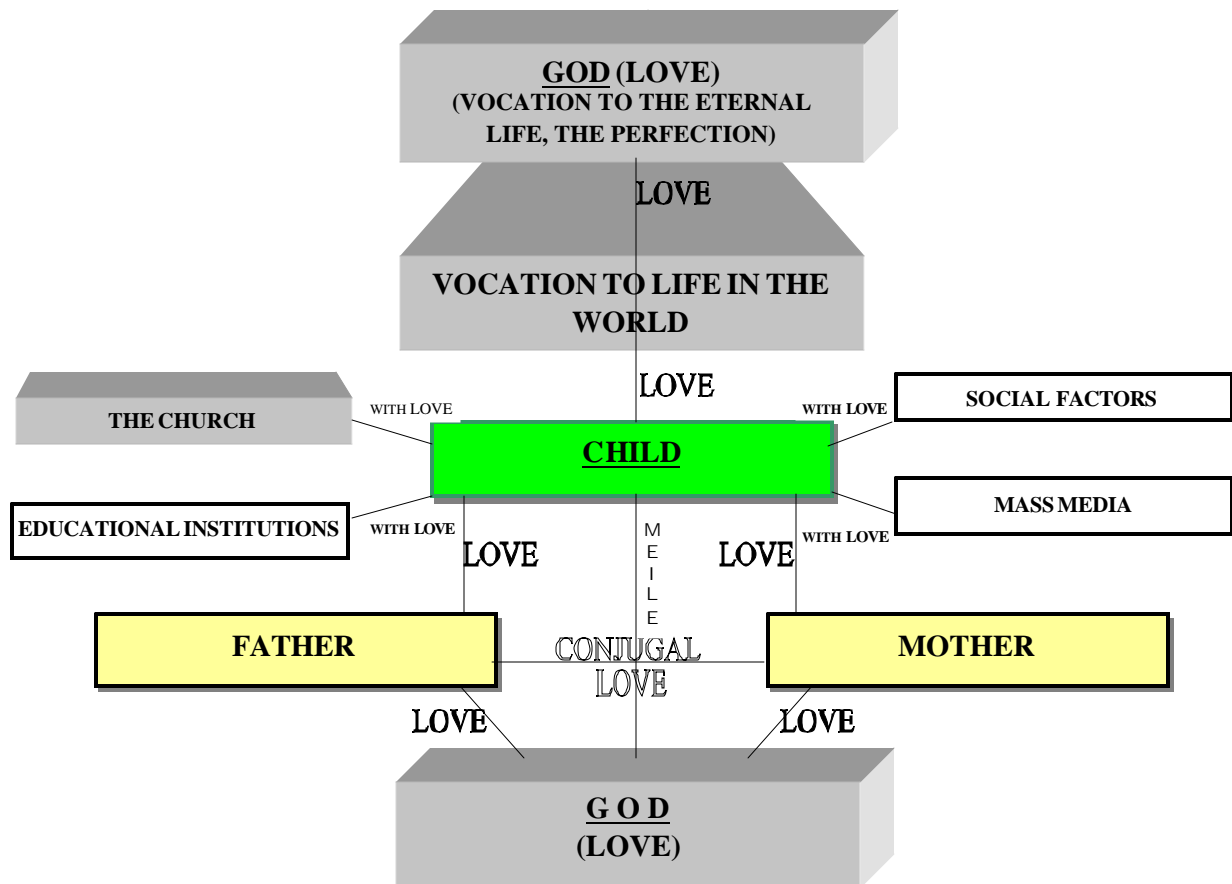 GOD (LOVE)
(VOCATION TO THE ETERNAL
LIFE, THE PERFECTION)
LOVE
VOCATION TO LIFE IN THE
WORLD
LOVE
THE CHURCH
WITH LOVE
WITH LOVE
SOCIAL FACTORS
CHILD
EDUCATIONAL INSTITUTIONS
WITH LOVE
MASS MEDIA
WITH LOVE
LOVE
MEILE
LOVE
FATHER
CONJUGAL
LOVE
MOTHER
LOVE
LOVE
G O D
(LOVE)